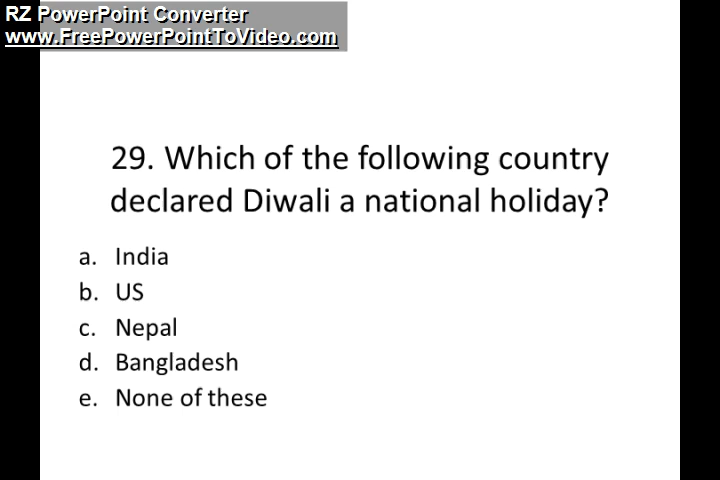 RZ PowerPoint Converter
www.FreePowerPointToVideo.com
29. Which of the following country
declared Diwali a national holiday?
a. India
b. US
c. Nepal
d. Bangladesh
e. None of these